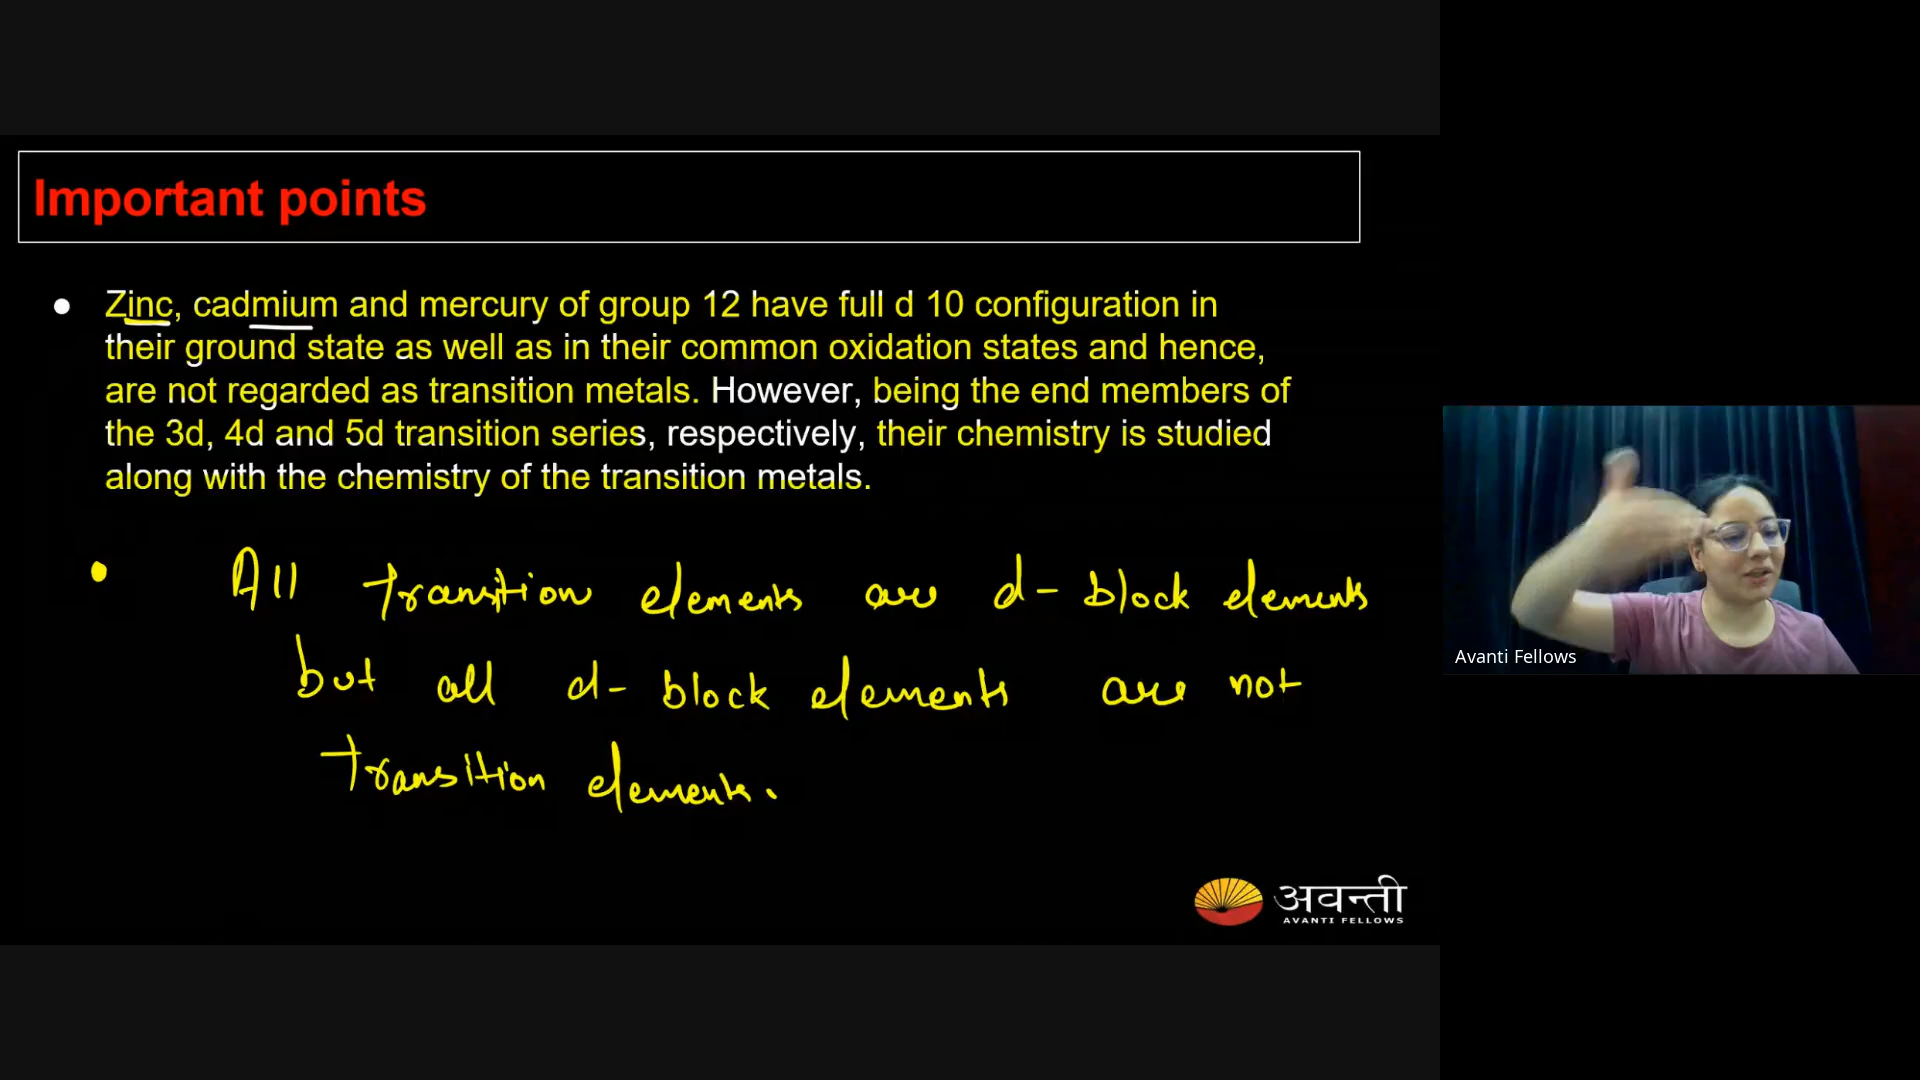 Important points
● Zinc, cadmium and mercury of group 12 have full d 10 configuration in
their ground state as well as in their common oxidation states and hence,
are not regarded as transition metals. However, being the end members of
the 3d, 4d and 5d transition series, respectively, their chemistry is studied
along with the chemistry of the transition metals.
• All transition elements are d-block elements
but all d-block elements are not
transition elements.
Avanti Fellows
अवन्ती
AVANTI FELLOWS